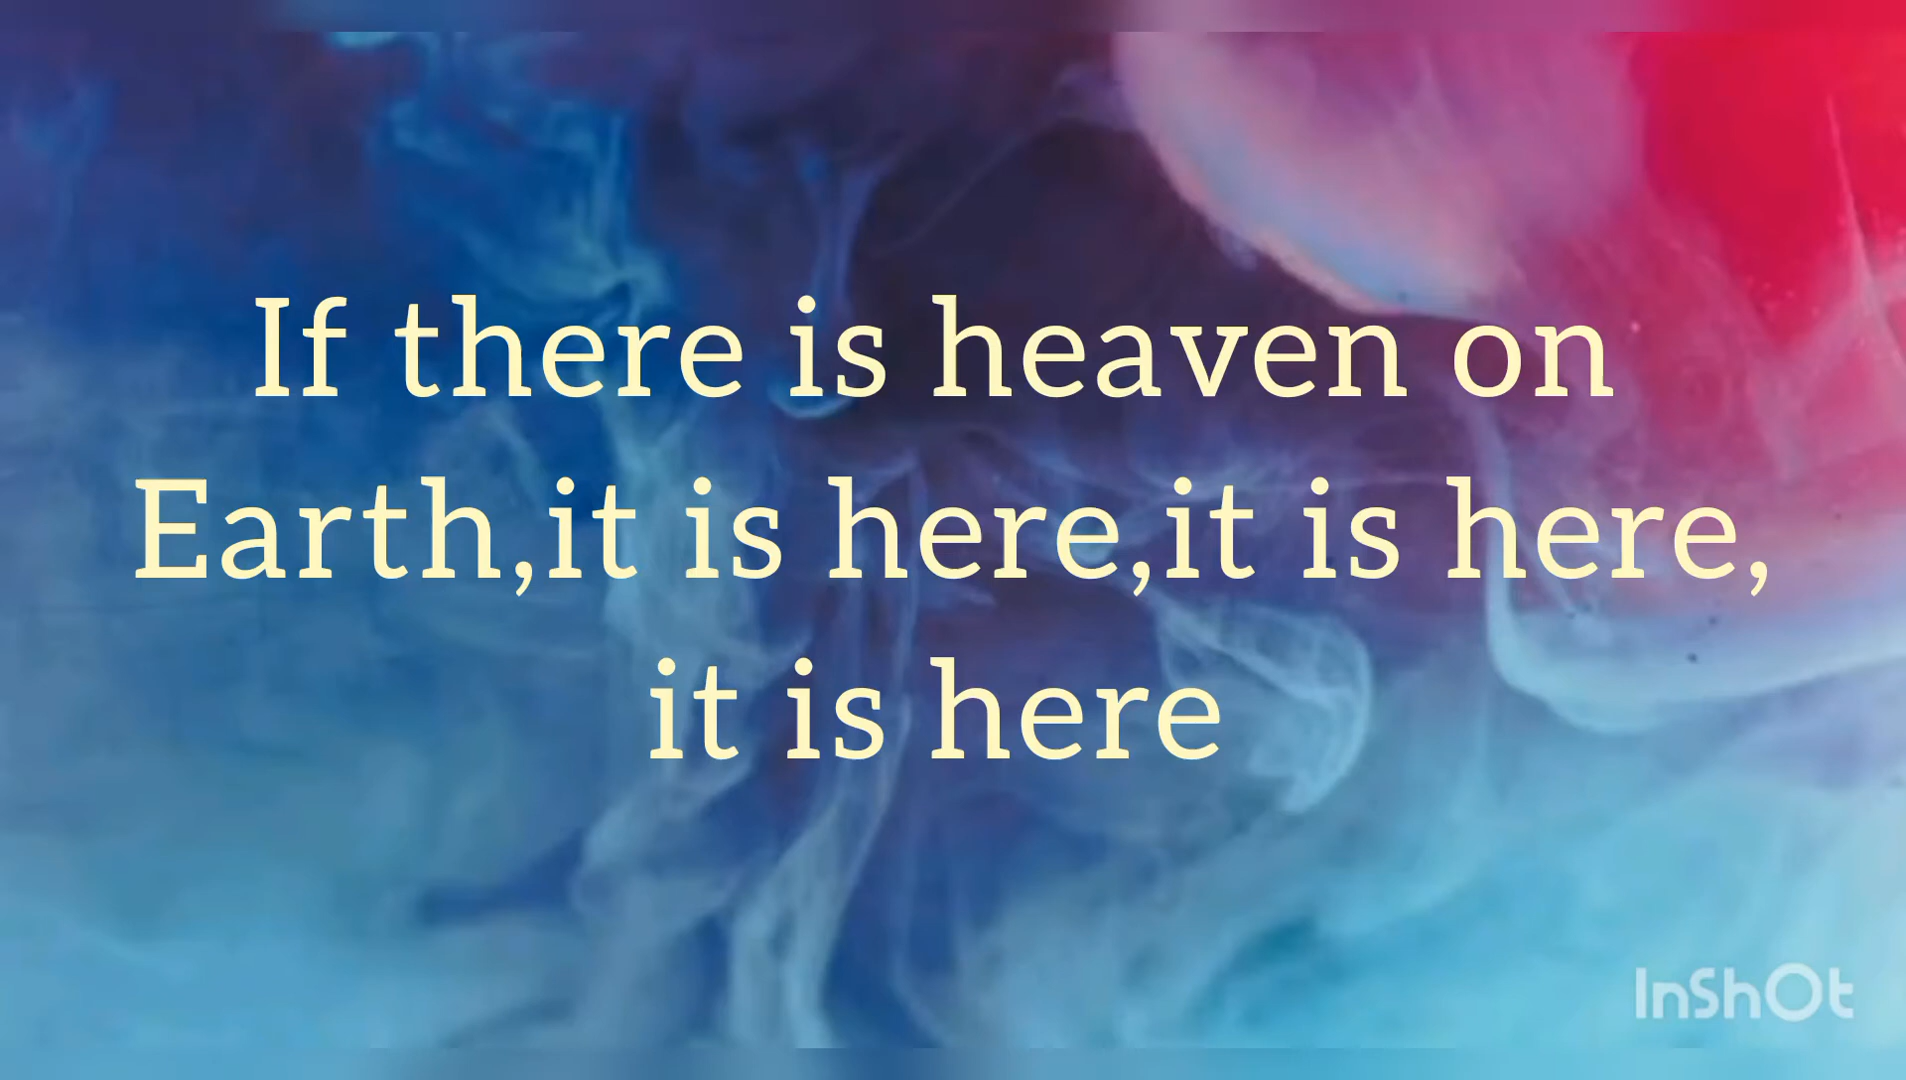 If there is heaven on
Earth,it is here,it is here,
it is here
InShOt